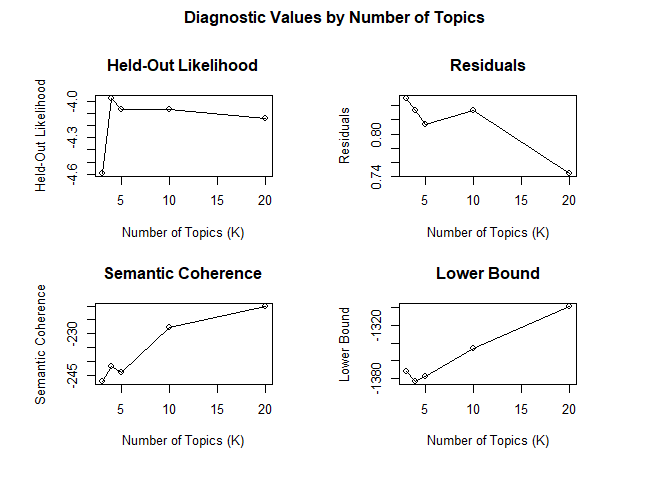 Diagnostic Values by Number of Topics
Held-Out Likelihood
Held-Out Likelihood
-4.0
-4.3
-4.6
5 10 15 20
Number of Topics (K)
Residuals
Residuals
0.80
0.74
5 10 15 20
Number of Topics (K)
Semantic Coherence
Semantic Coherence
-230
-245
5 10 15 20
Number of Topics (K)
Lower Bound
Lower Bound
-1320
-1380
5 10 15 20
Number of Topics (K)